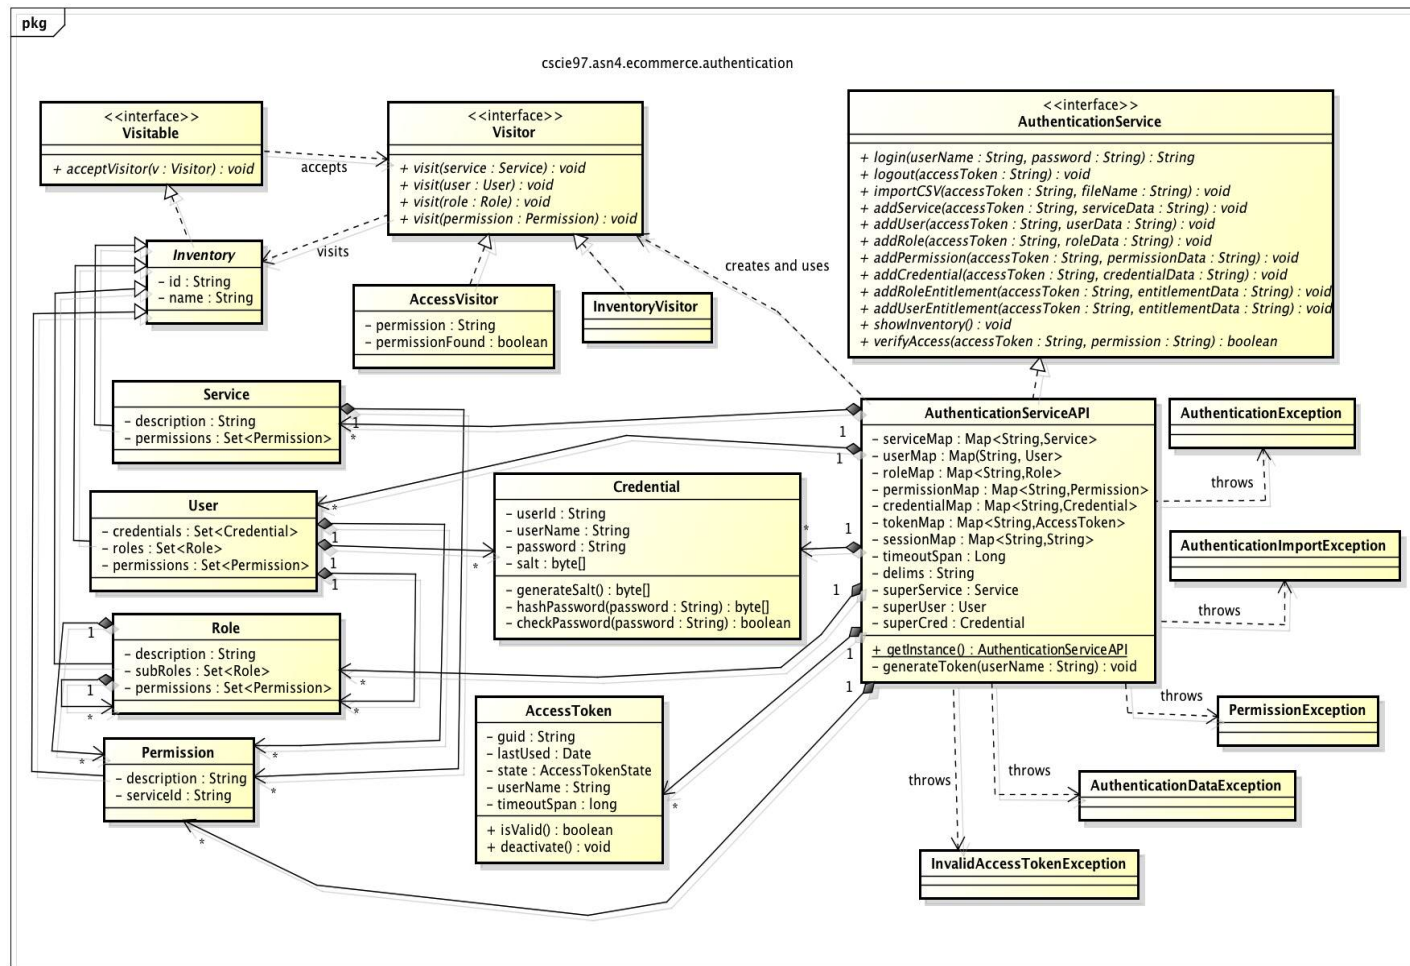 pkg
cscie97.asn4.ecommerce.authentication
<<interface>>
Visitable
+ acceptVisitor(v : Visitor) : void
accepts
<<interface>>
Visitor
+ visit(service : Service) : void
+ visit(user : User) : void
+ visit(role : Role) : void
+ visit(permission : Permission) : void
visits
creates and uses
<<interface>>
AuthenticationService
+ login(userName : String, password : String) : String
+ logout(accessToken : String) : void
+ importCSV(accessToken : String, fileName : String) : void
+ addService(accessToken : String, serviceData : String) : void
+ addUser(accessToken : String, userData : String) : void
+ addRole(accessToken : String, roleData : String) : void
+ addPermission(accessToken : String, permissionData : String) : void
+ addCredential(accessToken : String, credentialData : String) : void
+ addRoleEntitlement(accessToken : String, entitlementData : String) : void
+ addUserEntitlement(accessToken : String, entitlementData : String) : void
+ showInventory() : void
+ verifyAccess(accessToken : String, permission : String) : boolean
Inventory
- id : String
- name : String
AccessVisitor
- permission : String
- permissionFound : boolean
InventoryVisitor
Service
- description : String
- permissions : Set<Permission>
1
*
1
1
User
- credentials : Set<Credential>
- roles : Set<Role>
- permissions : Set<Permission>
*
1
1
1
*
Credential
- userId : String
- userName : String
- password : String
- salt : byte[]
- generateSalt() : byte[]
- hashPassword(password : String) : byte[]
- checkPassword(password : String) : boolean
*
1
1
1
1
AuthenticationServiceAPI
- serviceMap : Map<String,Service>
- userMap : Map(String, User>
- roleMap : Map<String,Role>
- permissionMap : Map<String,Permission>
- credentialMap : Map<String,Credential>
- tokenMap : Map<String,AccessToken>
- sessionMap : Map<String,String>
- timeoutSpan : Long
- delims : String
- superService : Service
- superUser : User
- superCred : Credential
+ getInstance() : AuthenticationServiceAPI
- generateToken(userName : String) : void
AuthenticationException
throws
AuthenticationImportException
throws
Role
- description : String
- subRoles : Set<Role>
- permissions : Set<Permission>
1
1
*
*
*
Permission
- description : String
- serviceId : String
*
*
*
*
AccessToken
- guid : String
- lastUsed : Date
- state : AccessTokenState
- userName : String
- timeoutSpan : long
+ isValid() : boolean
+ deactivate() : void
*
throws
PermissionException
throws
AuthenticationDataException
throws
InvalidAccessTokenException